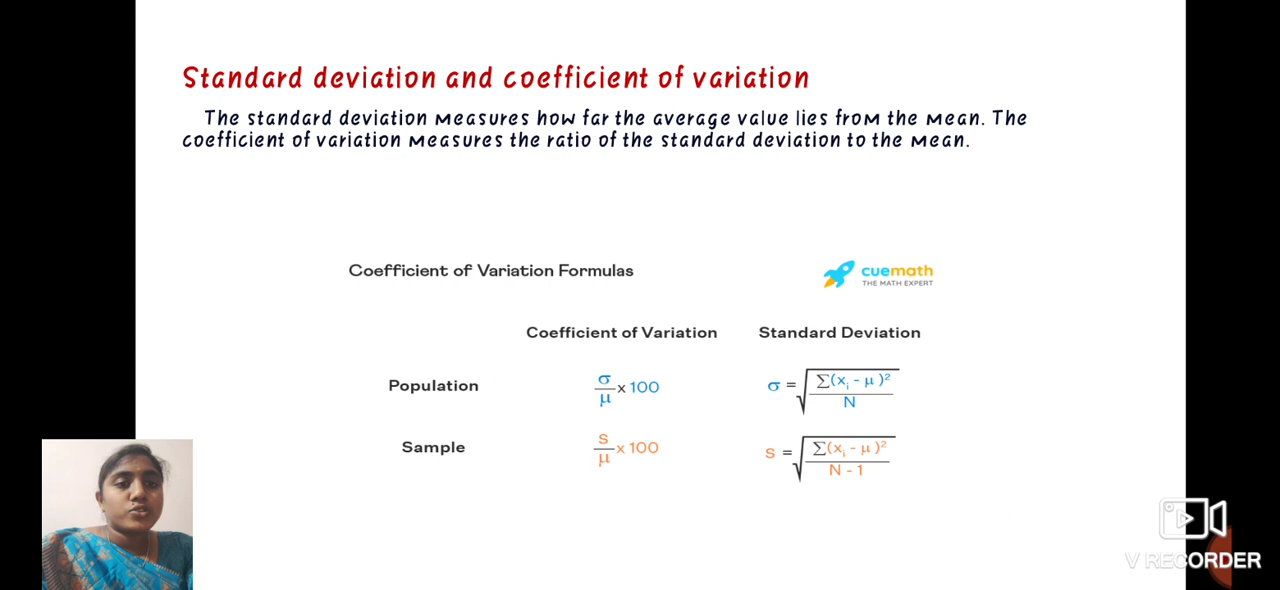 Standard deviation and coefficient of variation
The standard deviation measures how far the average value lies from the mean. The
coefficient of variation measures the ratio of the standard deviation to the mean.
Coefficient of Variation Formulas
cuemath
THE MATH EXPERT
Coefficient of Variation Standard Deviation
Population σ/μ x 100 σ = √(∑(xᵢ - μ)²/N)
Sample s/μ x 100 s = √(∑(xᵢ - μ)²/N - 1)
V RECORDER